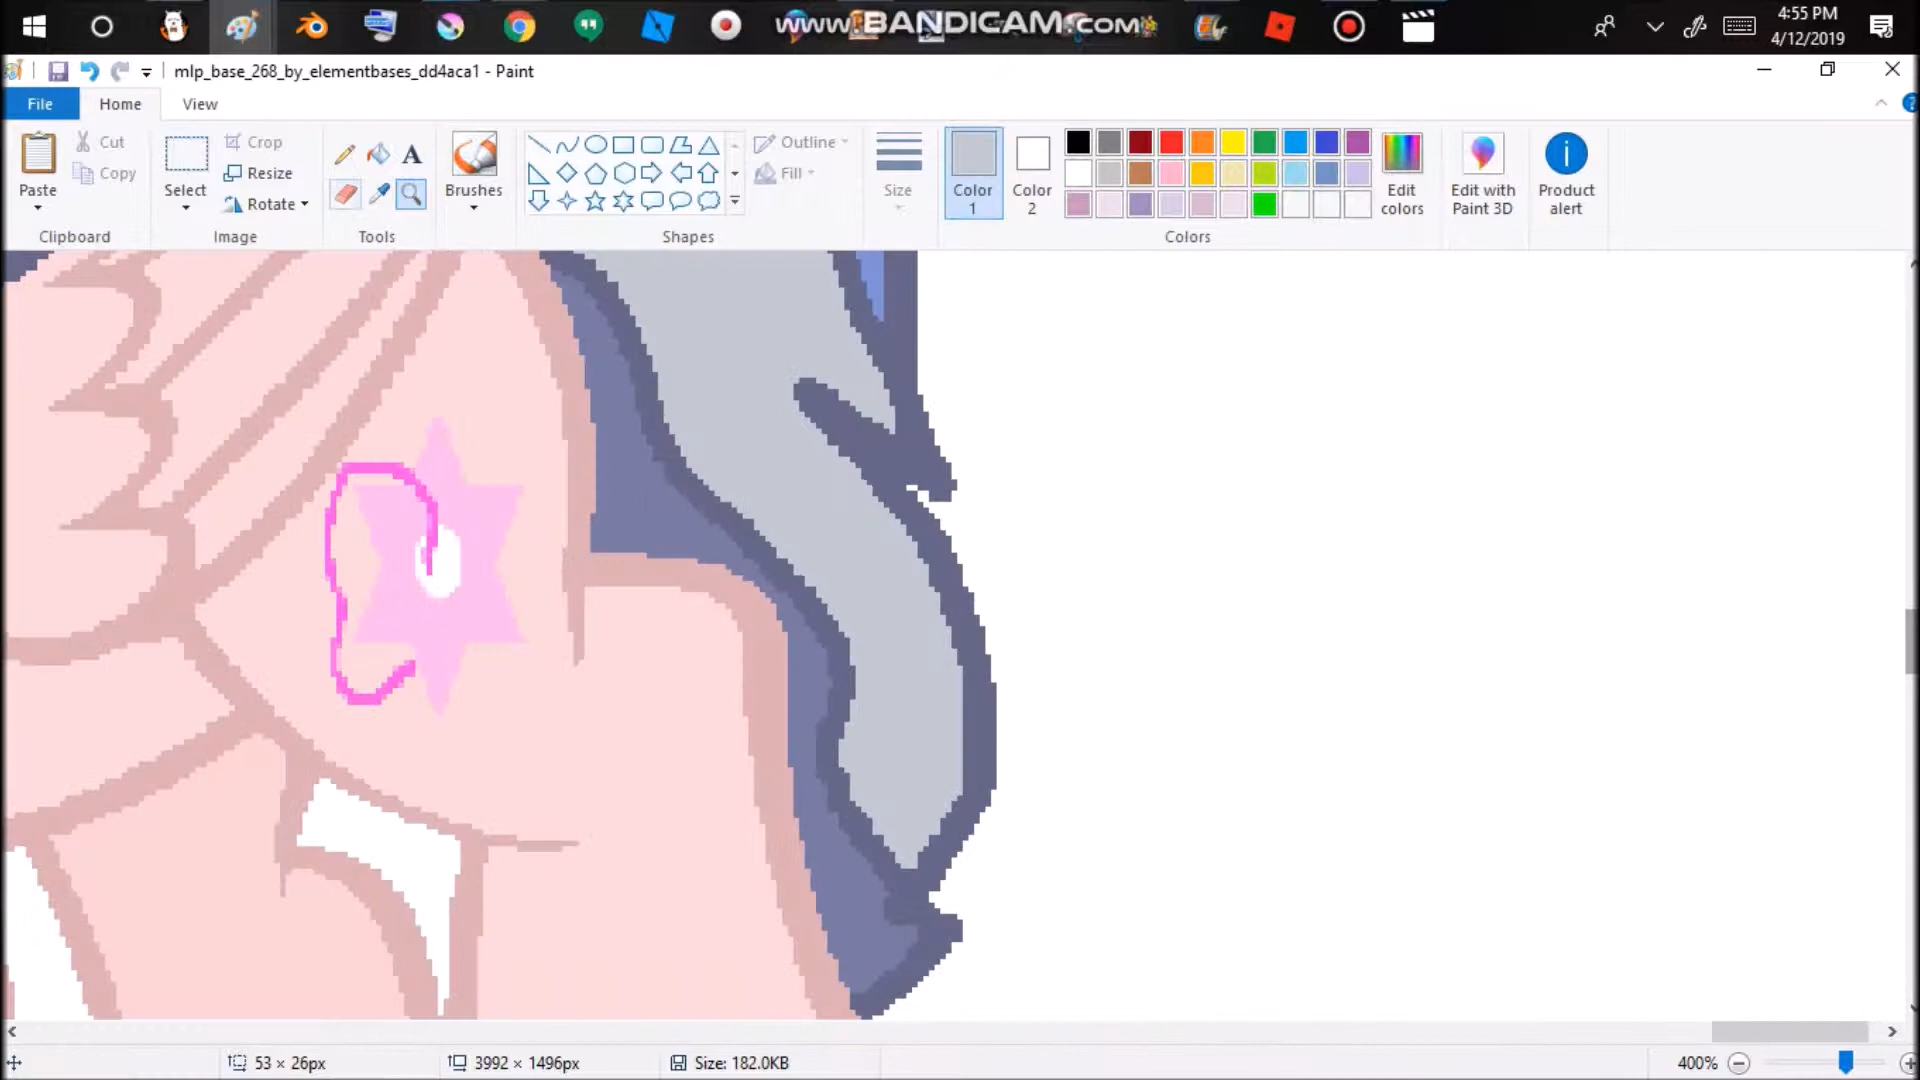 www.BANDICAM.com
4:55 PM
4/12/2019
mlp_base_268_by_elementbases_dd4aca1 - Paint
File Home View
Paste
Cut
Copy
Clipboard
Select
Crop
Resize
Rotate
Image
A
Tools
Brushes
Shapes
Outline
Fill
Size
Color 1
Color 2
Colors
Edit colors
Edit with Paint 3D
Product alert
53 × 26px
3992 × 1496px
Size: 182.0KB
400%